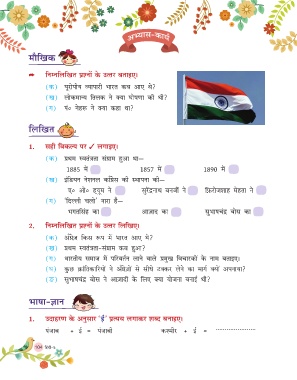 अभ्यास-कार्य
मौखिक
निम्नलिखित प्रश्नों के उत्तर बताइए।
(क) यूरोपीय व्यापारी भारत कब आए थे?
(ख) लोकमान्य तिलक ने क्या घोषणा की थी?
(ग) पं० नेहरू ने क्या कहा था?
लिखित
1. सही विकल्प पर ✓ लगाइए।
(क) प्रथम स्वतंत्रता संग्राम हुआ था—
1885 में 1857 में 1890 में
(ख) इंडियन नेशनल कांग्रेस की स्थापना की—
ए० ओ० ह्यूम ने सुरेंद्रनाथ बनर्जी ने फ़िरोजशाह मेहता ने
(ग) 'दिल्ली चलो' नारा है—
भगतसिंह का आज़ाद का सुभाषचंद्र बोस का
2. निम्नलिखित प्रश्नों के उत्तर लिखिए।
(क) अंग्रेज़ किस रूप में भारत आए थे?
(ख) प्रथम स्वतंत्रता-संग्राम कब हुआ?
(ग) भारतीय समाज में परिवर्तन लाने वाले प्रमुख विचारकों के नाम बताइए।
(घ) कुछ क्रांतिकारियों ने अंग्रेज़ों से सीधे टक्कर लेने का मार्ग क्यों अपनाया?
(ङ) सुभाषचंद्र बोस ने आज़ादी के लिए क्या योजना बनाई थी?
भाषा-ज्ञान
1. उदाहरण के अनुसार 'ई' प्रत्यय लगाकर शब्द बनाइए।
पंजाब + ई = पंजाबी कश्मीर + ई =
104 हिंदी-5